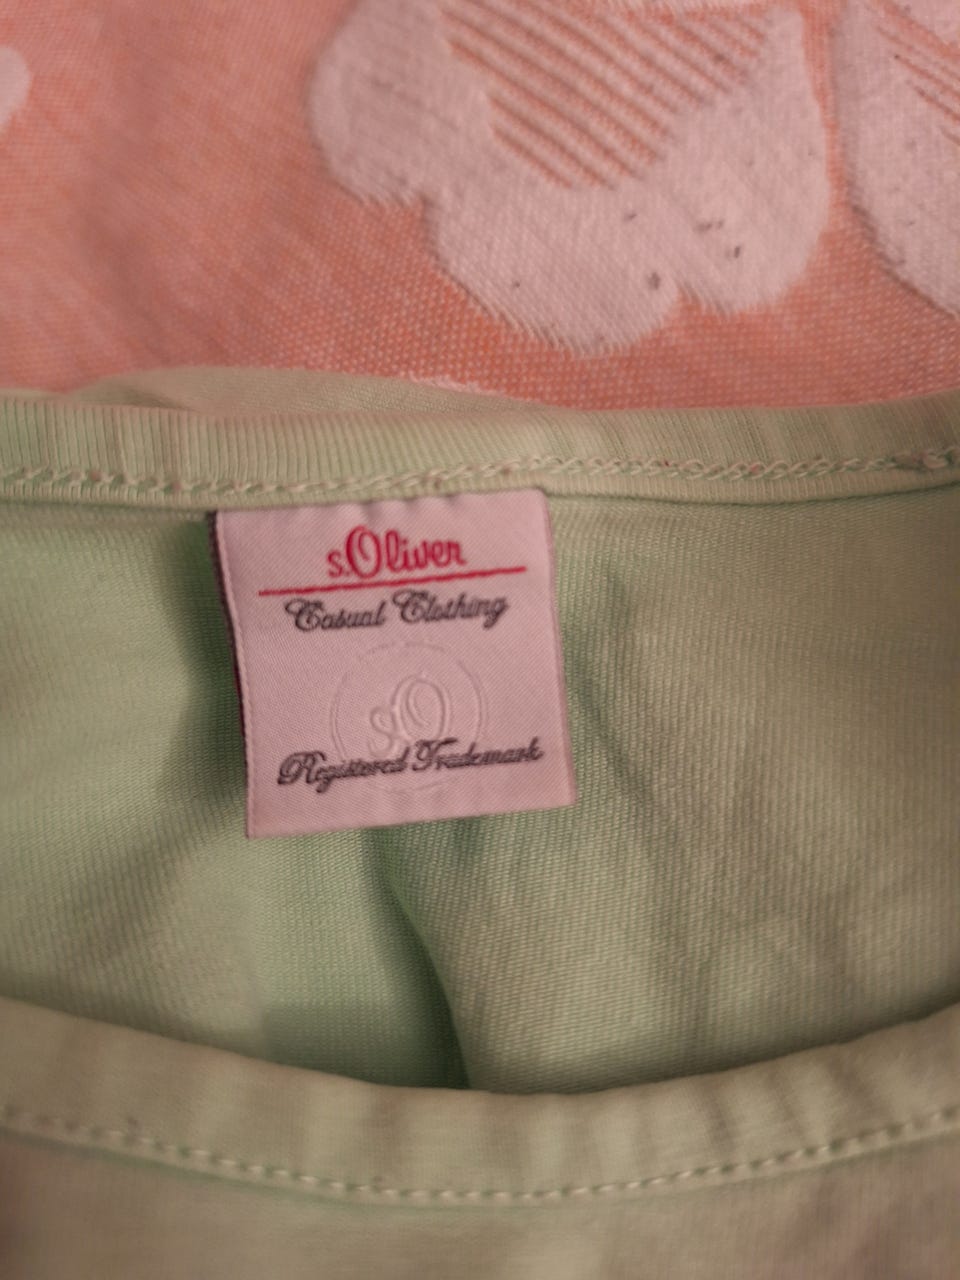 s.Oliver
Casual Clothing
sO
Registered Trademark